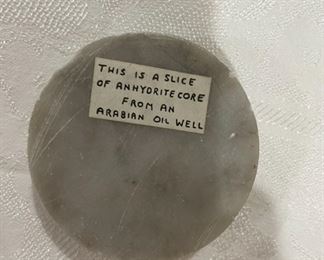 THIS IS A SLICE
OF ANHYDRITE CORE
FROM AN
ARABIAN OIL WELL